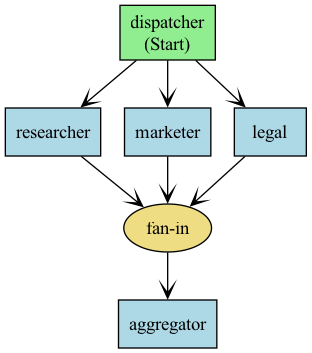 dispatcher
(Start)
researcher
marketer
legal
fan-in
aggregator